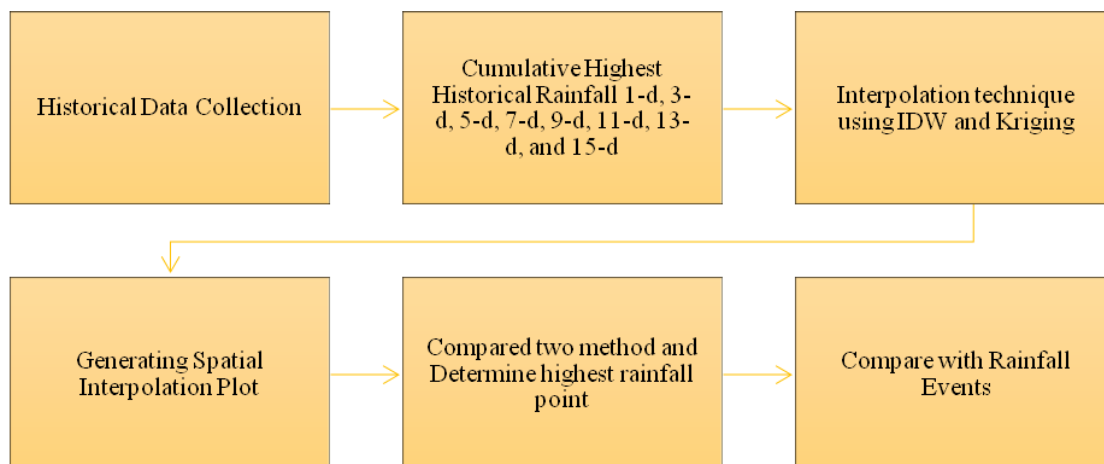 Historical Data Collection
Cumulative Highest
Historical Rainfall 1-d, 3-
d, 5-d, 7-d, 9-d, 11-d, 13-
d, and 15-d
Interpolation technique
using IDW and Kriging
Generating Spatial
Interpolation Plot
Compared two method and
Determine highest rainfall
point
Compare with Rainfall
Events